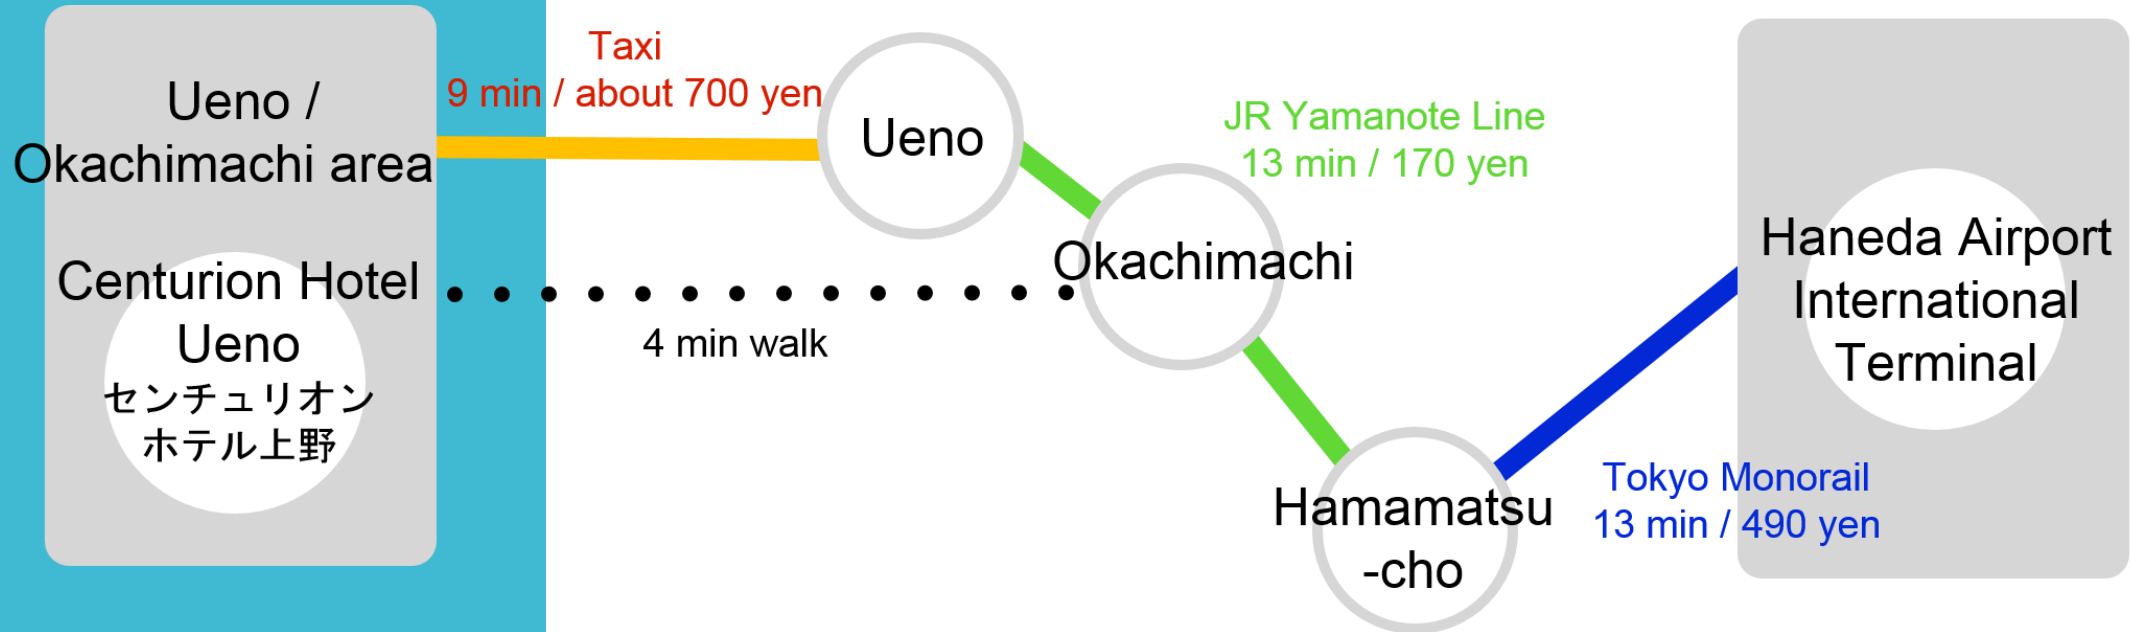 Ueno /
Okachimachi area
Centurion Hotel
Ueno
センチュリオン
ホテル上野
Taxi
9 min / about 700 yen
4 min walk
Ueno
Okachimachi
JR Yamanote Line
13 min / 170 yen
Hamamatsu
-cho
Tokyo Monorail
13 min / 490 yen
Haneda Airport
International
Terminal